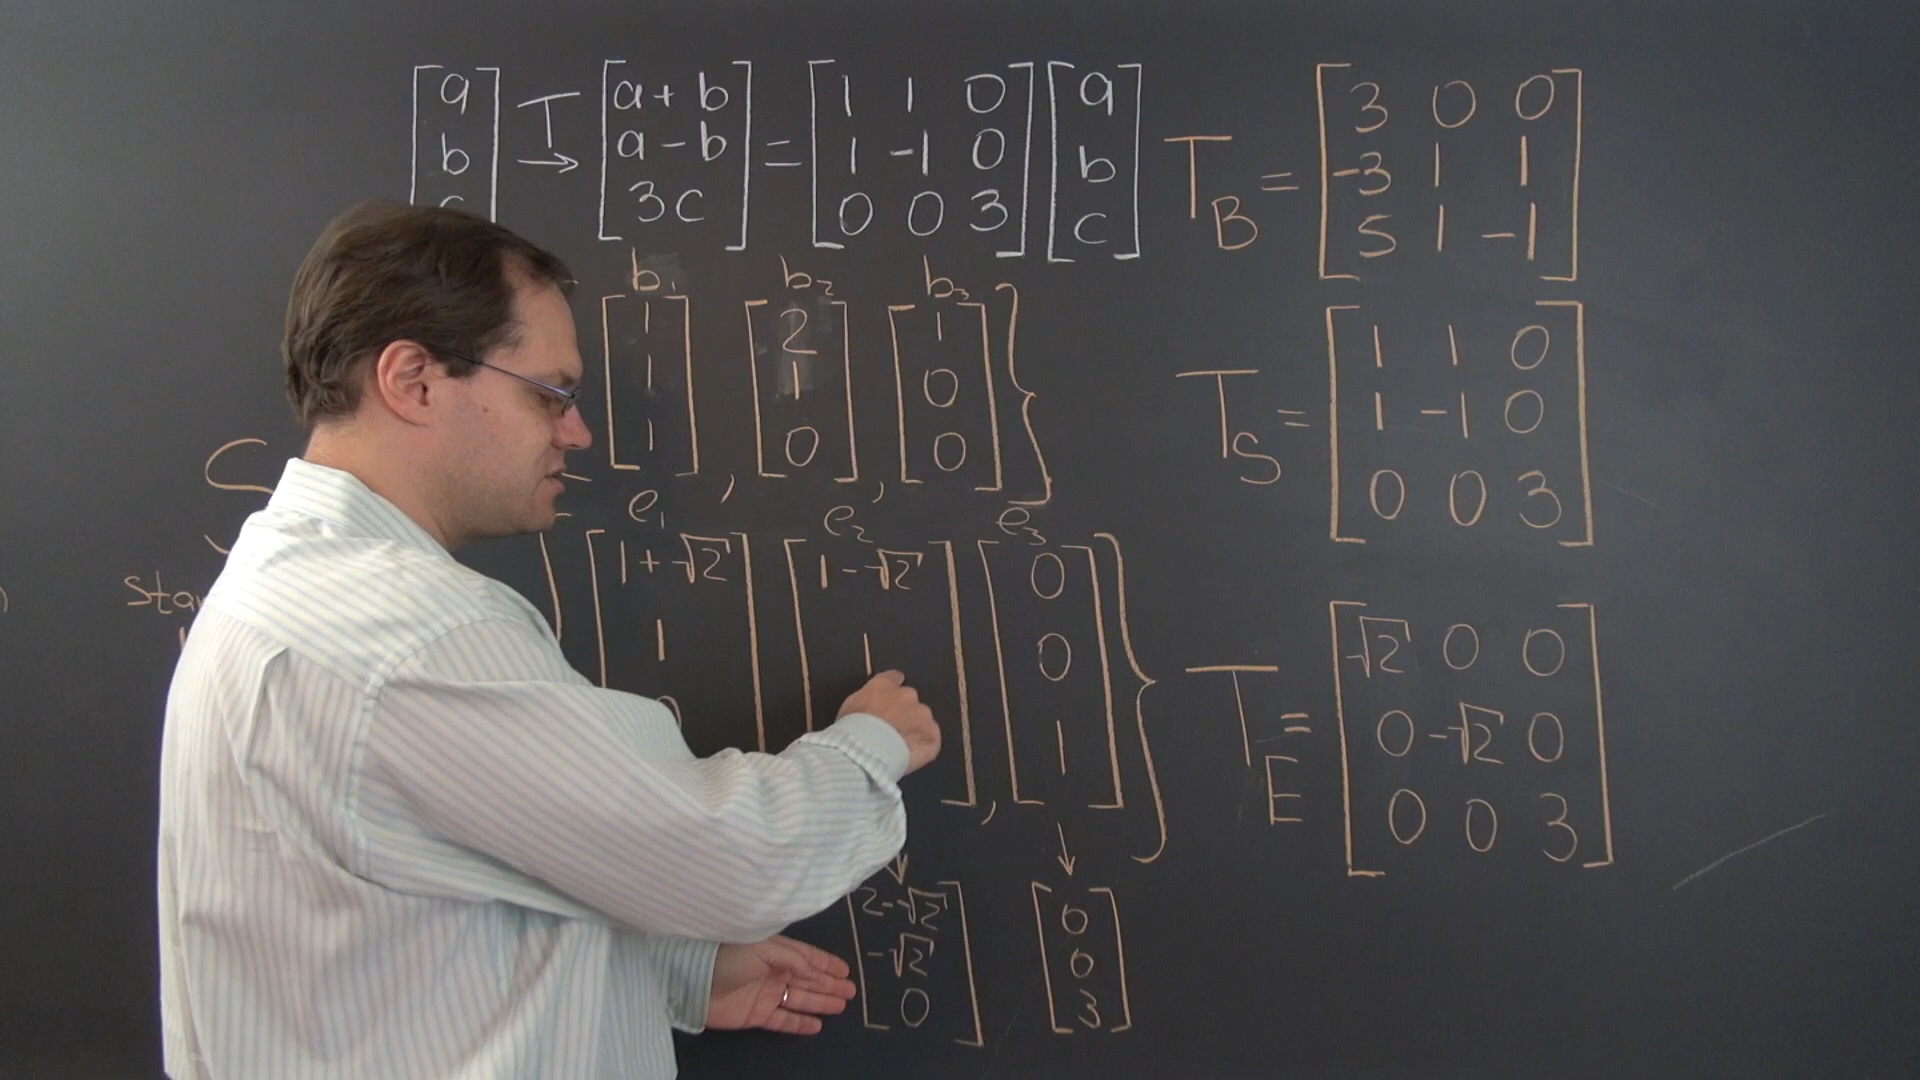 [a b c] T→ [a+b a-b 3c] = [1 1 0 1 -1 0 0 0 3] [a b c]
T_B = [3 0 0 -3 1 1 5 1 -1]
b₁ b₂ b₃
[1 1 1], [2 1 0], [1 0 0] }
T_S = [1 1 0 1 -1 0 0 0 3]
=
e₁ e₂ e₃
{ [1+√2 1 0] [1-√2 1], [0 0 1] }
T_E = [√2 0 0 0 -√2 0 0 0 3]
[2-√2 -√2 0] [0 0 3]